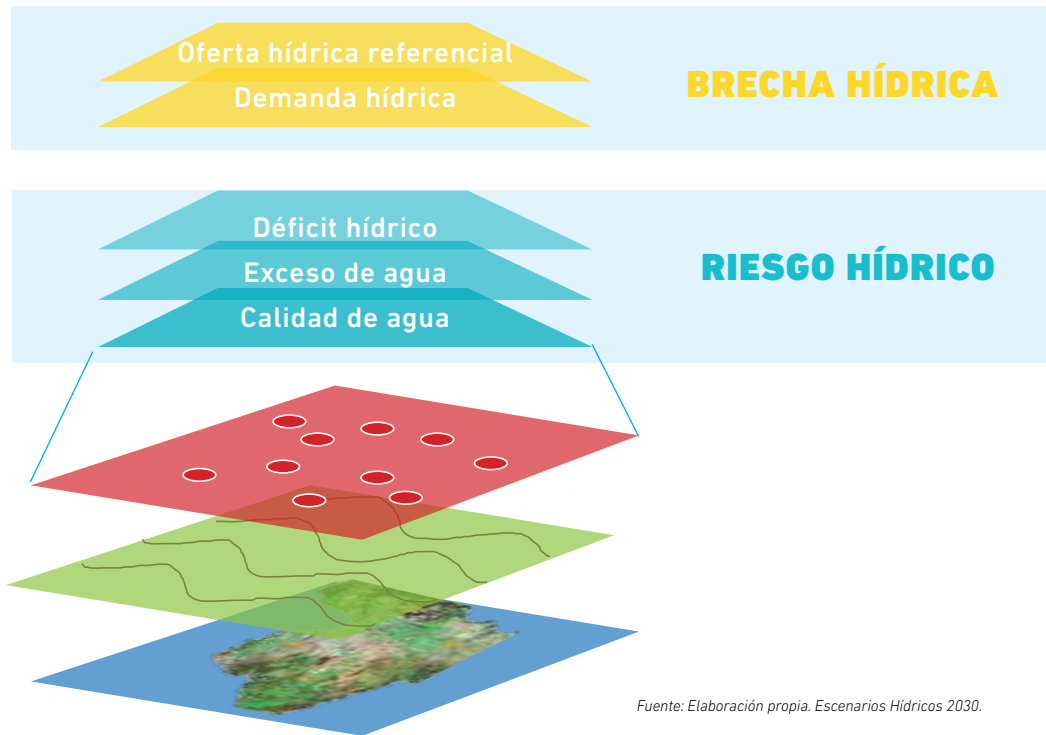 Oferta hídrica referencial
Demanda hídrica
BRECHA HÍDRICA
Déficit hídrico
Exceso de agua
Calidad de agua
RIESGO HÍDRICO
Fuente: Elaboración propia. Escenarios Hídricos 2030.